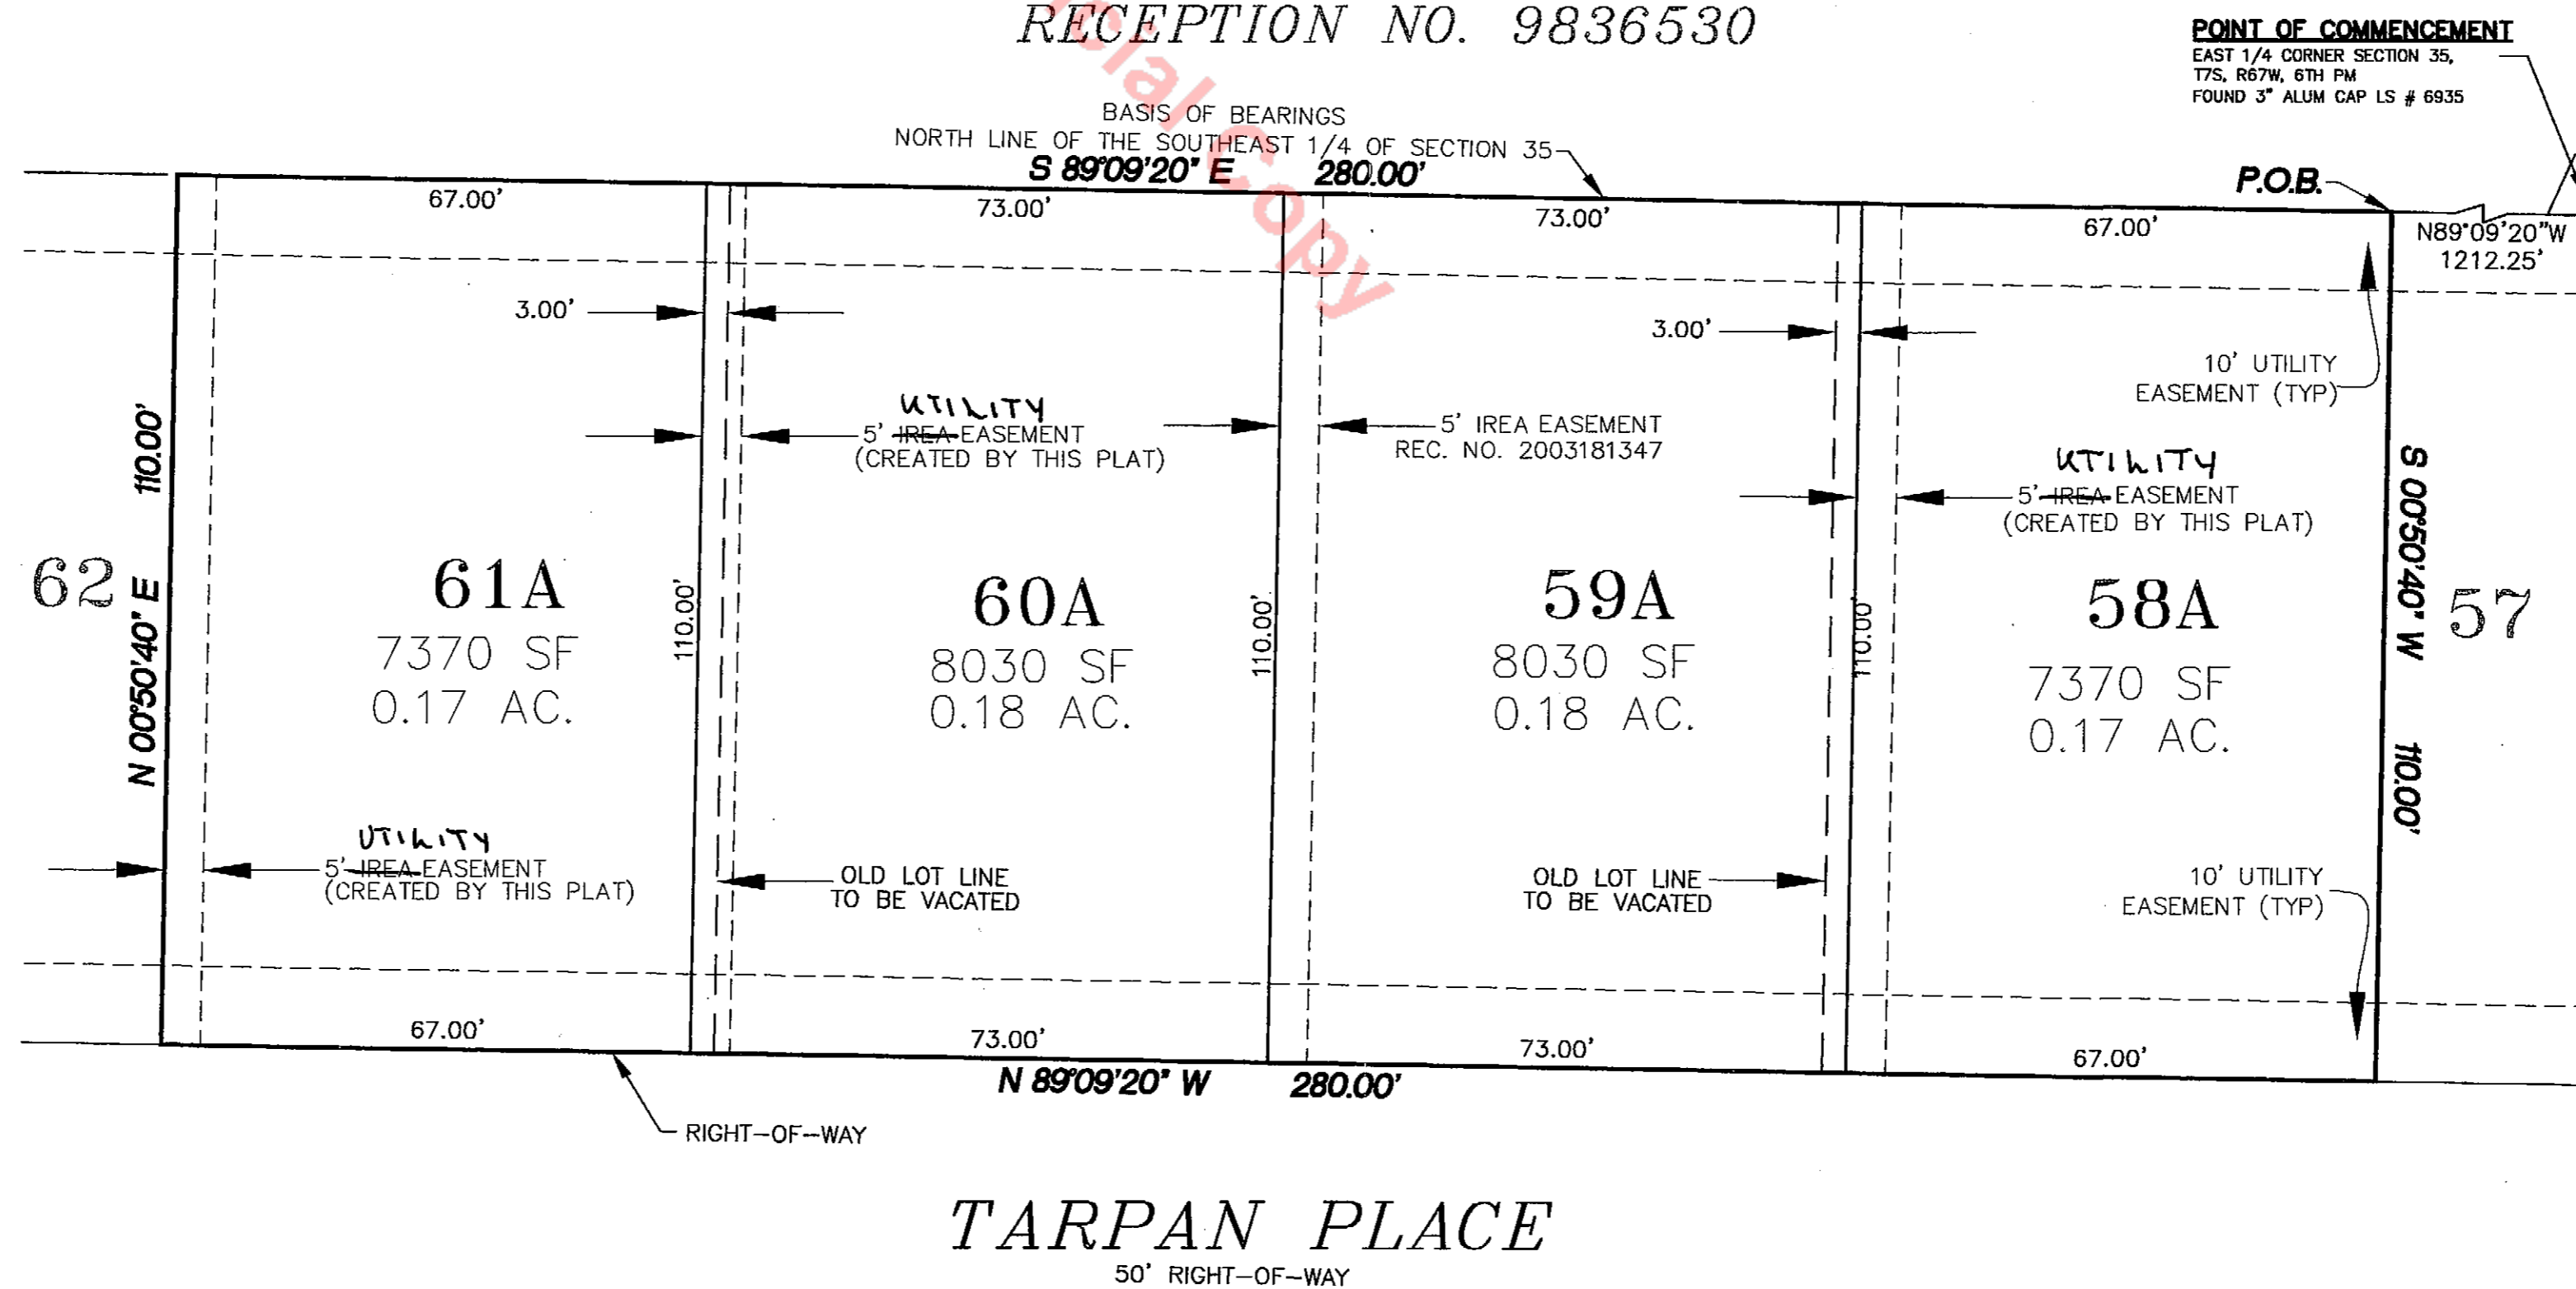 RECEPTION NO. 9836530
POINT OF COMMENCEMENT
EAST 1/4 CORNER SECTION 35,
T7S, R67W, 6TH PM
FOUND 3" ALUM CAP LS # 6935
BASIS OF BEARINGS
NORTH LINE OF THE SOUTHEAST 1/4 OF SECTION 35
S 89°09'20" E 280.00'
P.O.B.
67.00'
73.00'
73.00'
67.00'
N89°09'20"W
1212.25'
cial Copy
3.00'
3.00'
10' UTILITY
EASEMENT (TYP)
UTILITY
5' IREA EASEMENT
(CREATED BY THIS PLAT)
5' IREA EASEMENT
REC. NO. 2003181347
UTILITY
5' IREA EASEMENT
(CREATED BY THIS PLAT)
N 00°50'40" E 110.00'
S 00°50'40" W 110.00'
62
61A
7370 SF
0.17 AC.
110.00'
60A
8030 SF
0.18 AC.
110.00'
59A
8030 SF
0.18 AC.
110.00'
58A
7370 SF
0.17 AC.
57
UTILITY
5' IREA EASEMENT
(CREATED BY THIS PLAT)
OLD LOT LINE
TO BE VACATED
OLD LOT LINE
TO BE VACATED
10' UTILITY
EASEMENT (TYP)
67.00'
73.00'
73.00'
67.00'
N 89°09'20" W 280.00'
RIGHT-OF-WAY
TARPAN PLACE
50' RIGHT-OF-WAY